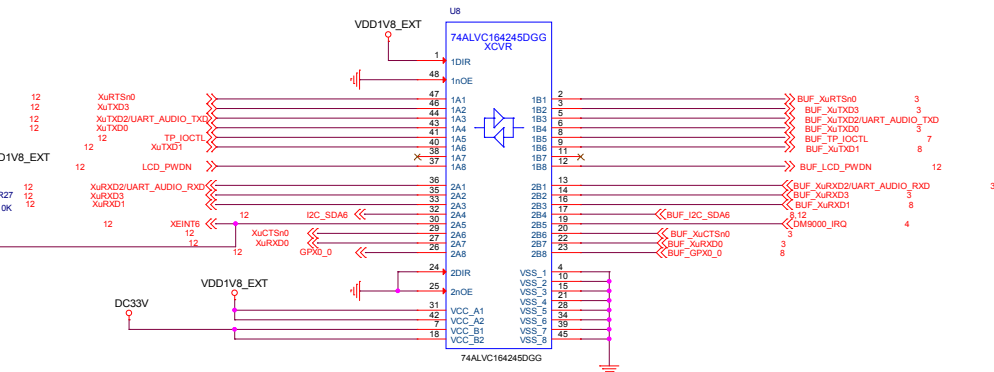 U8
VDD1V8_EXT
74ALVC164245DGG
XCVR
1 1DIR
48 1nOE
12 XuRTSn0 47 1A1 1B1 2 BUF_XuRTSn0 3
12 XuTXD3 46 1A2 1B2 3 BUF_XuTXD3 3
12 XuTXD2/UART_AUDIO_TXD 44 1A3 1B3 5 BUF_XuTXD2/UART_AUDIO_TXD
12 XuTXD0 43 1A4 1B4 6 BUF_XuTXD0 3
12 TP_IOCTL 41 1A5 1B5 8 BUF_TP_IOCTL 7
12 XuTXD1 40 1A6 1B6 9 BUF_XuTXD1 8
38 1A7 1B7 11
D1V8_EXT
12 LCD_PWDN 37 1A8 1B8 12 BUF_LCD_PWDN 12
12 XuRXD2/UART_AUDIO_RXD 36 2A1 2B1 13 BUF_XuRXD2/UART_AUDIO_RXD 3
R27 12 XuRXD3 35 2A2 2B2 14 BUF_XuRXD3 3
0K 12 XuRXD1 33 2A3 2B3 16 BUF_XuRXD1 8
12 I2C_SDA6 32 2A4 2B4 17 BUF_I2C_SDA6 8,12
12 XEINT6 30 2A5 2B5 19 DM9000_IRQ 4
12 XuCTSn0 29 2A6 2B6 20 BUF_XuCTSn0 3
12 XuRXD0 27 2A7 2B7 22 BUF_XuRXD0 3
12 GPX0_0 26 2A8 2B8 23 BUF_GPX0_0 8
24 2DIR VSS_1 4
VSS_2 10
VDD1V8_EXT 25 2nOE VSS_3 15
VSS_4 21
DC33V 31 VCC_A1 VSS_5 28
42 VCC_A2 VSS_6 34
7 VCC_B1 VSS_7 39
18 VCC_B2 VSS_8 45
74ALVC164245DGG